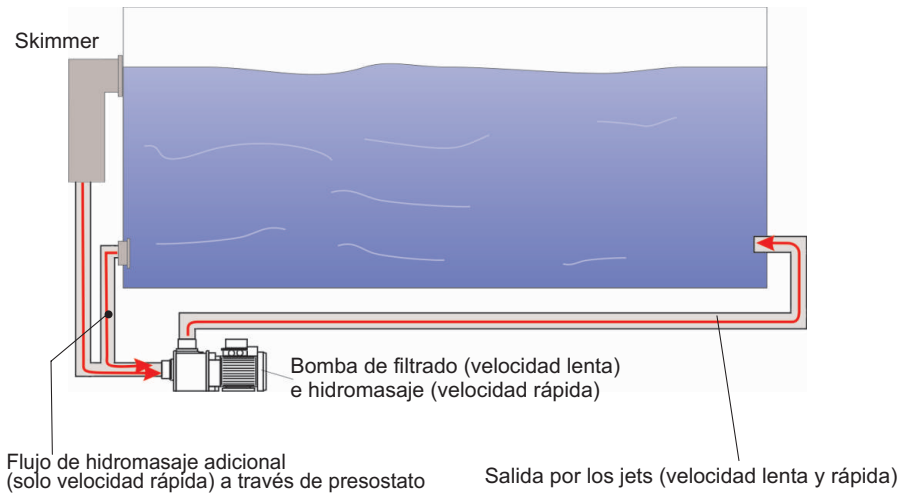 Skimmer
Bomba de filtrado (velocidad lenta)
e hidromasaje (velocidad rápida)
Flujo de hidromasaje adicional
(solo velocidad rápida) a través de presostato
Salida por los jets (velocidad lenta y rápida)